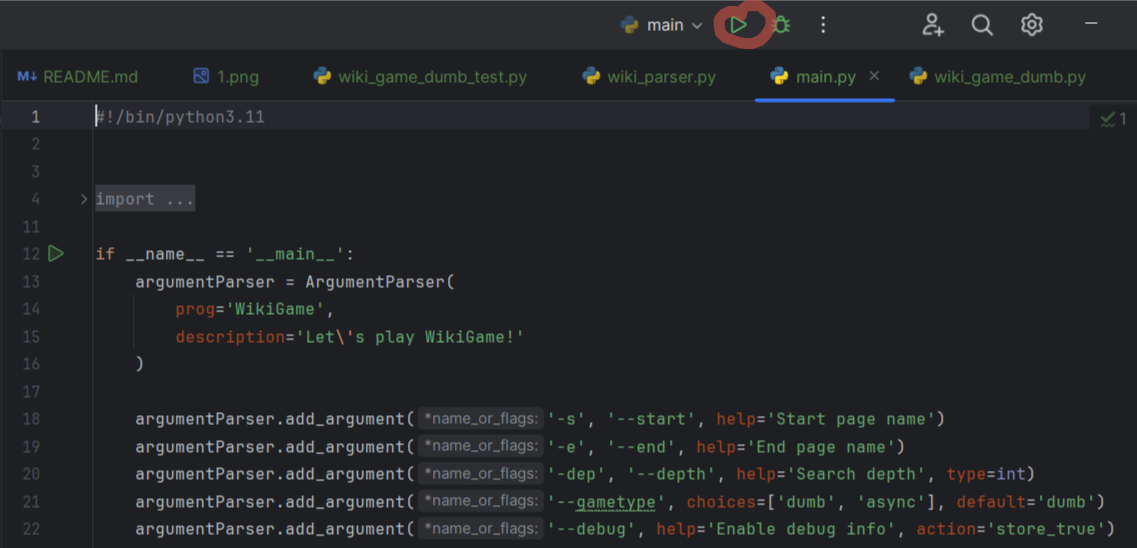 main
README.md 1.png wiki_game_dumb_test.py wiki_parser.py main.py wiki_game_dumb.py
1 #!/bin/python3.11 1
2
3
4 import ...
11
12 if __name__ == '__main__':
13 argumentParser = ArgumentParser(
14 prog='WikiGame',
15 description='Let\'s play WikiGame!'
16 )
17
18 argumentParser.add_argument( *name_or_flags: '-s', '--start', help='Start page name')
19 argumentParser.add_argument( *name_or_flags: '-e', '--end', help='End page name')
20 argumentParser.add_argument( *name_or_flags: '-dep', '--depth', help='Search depth', type=int)
21 argumentParser.add_argument( *name_or_flags: '--gametype', choices=['dumb', 'async'], default='dumb')
22 argumentParser.add_argument( *name_or_flags: '--debug', help='Enable debug info', action='store_true')